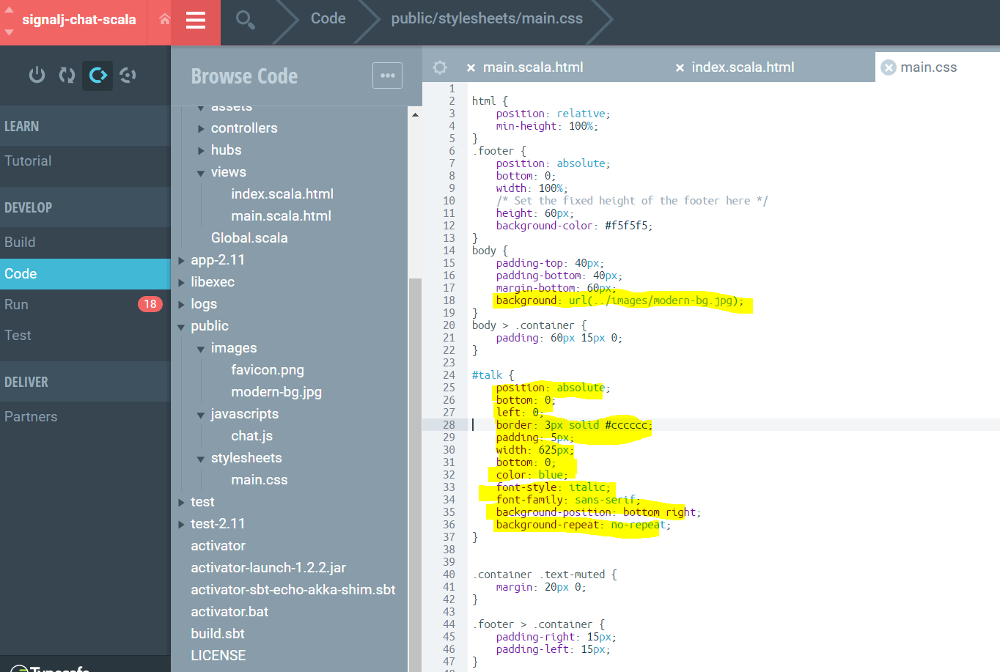 signalj-chat-scala
Code
public/stylesheets/main.css
LEARN
Tutorial
DEVELOP
Build
Code
Run
18
Test
DELIVER
Partners
Typesafe
Browse Code
assets
controllers
hubs
views
index.scala.html
main.scala.html
Global.scala
app-2.11
libexec
logs
public
images
favicon.png
modern-bg.jpg
javascripts
chat.js
stylesheets
main.css
test
test-2.11
activator
activator-launch-1.2.2.jar
activator-sbt-echo-akka-shim.sbt
activator.bat
build.sbt
LICENSE
main.scala.html
index.scala.html
main.css
1
2 html {
3 position: relative;
4 min-height: 100%;
5 }
6 .footer {
7 position: absolute;
8 bottom: 0;
9 width: 100%;
10 /* Set the fixed height of the footer here */
11 height: 60px;
12 background-color: #f5f5f5;
13 }
14 body {
15 padding-top: 40px;
16 padding-bottom: 40px;
17 margin-bottom: 60px;
18 background: url(../images/modern-bg.jpg);
19 }
20 body > .container {
21 padding: 60px 15px 0;
22 }
23
24 #talk {
25 position: absolute;
26 bottom: 0;
27 left: 0;
28 border: 3px solid #cccccc;
29 padding: 5px;
30 width: 625px;
31 bottom: 0;
32 color: blue;
33 font-style: italic;
34 font-family: sans-serif;
35 background-position: bottom right;
36 background-repeat: no-repeat;
37 }
38
39
40 .container .text-muted {
41 margin: 20px 0;
42 }
43
44 .footer > .container {
45 padding-right: 15px;
46 padding-left: 15px;
47 }